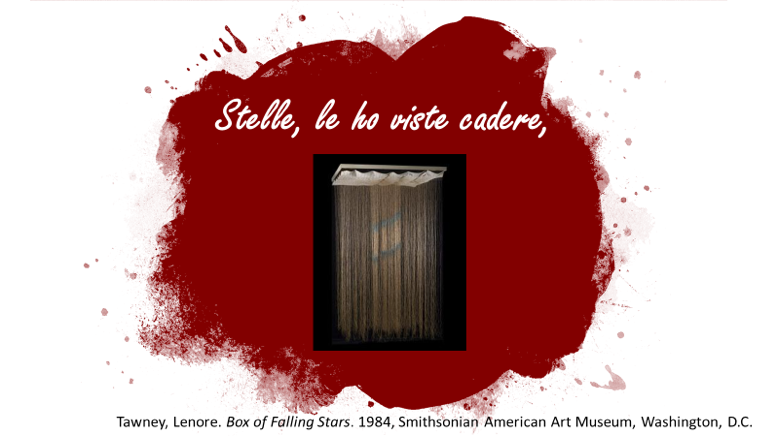 Stelle, le ho viste cadere,
Tawney, Lenore. Box of Falling Stars. 1984, Smithsonian American Art Museum, Washington, D.C.